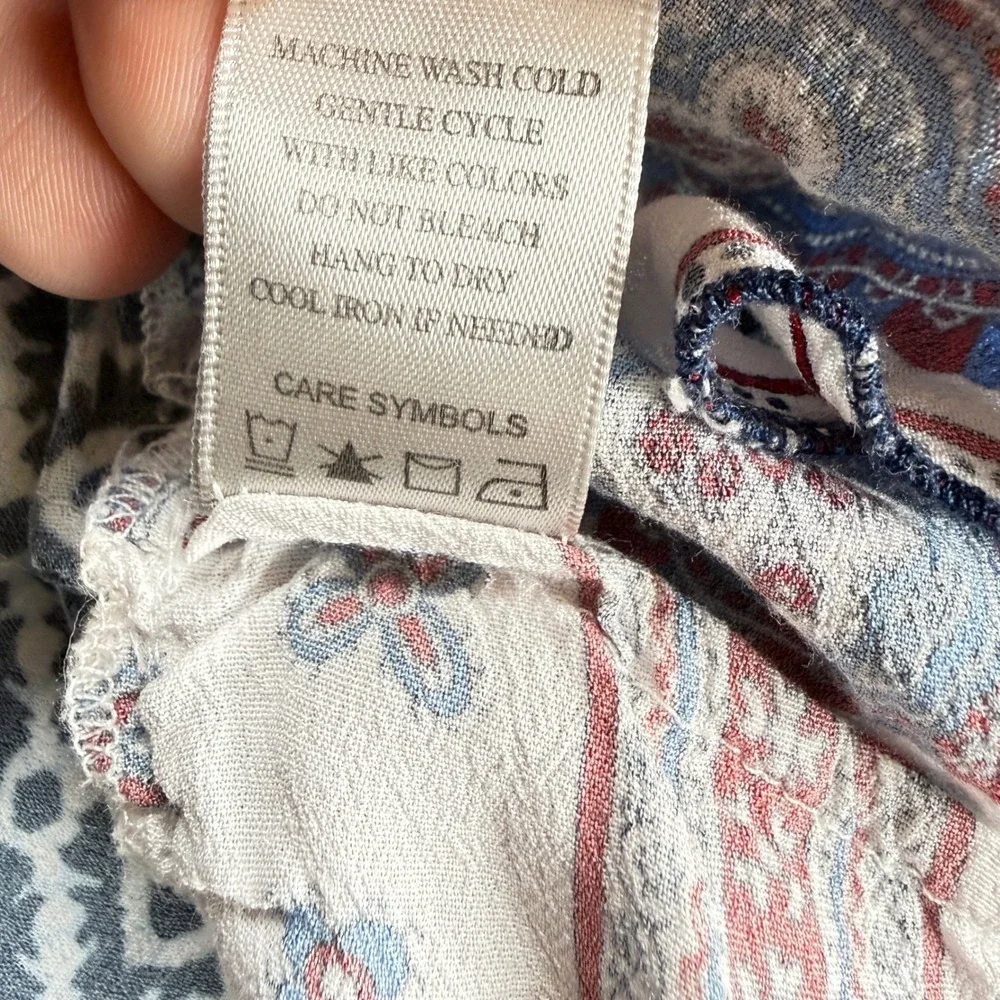 MACHINE WASH COLD
GENTLE CYCLE
WITH LIKE COLORS
DO NOT BLEACH
HANG TO DRY
COOL IRON IF NEEDED
CARE SYMBOLS